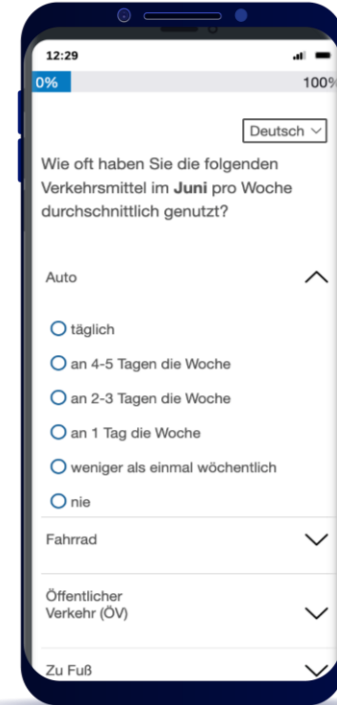 12:29
0% 100%
Deutsch
Wie oft haben Sie die folgenden
Verkehrsmittel im Juni pro Woche
durchschnittlich genutzt?
Auto
täglich
an 4-5 Tagen die Woche
an 2-3 Tagen die Woche
an 1 Tag die Woche
weniger als einmal wöchentlich
nie
Fahrrad
Öffentlicher
Verkehr (ÖV)
Zu Fuß